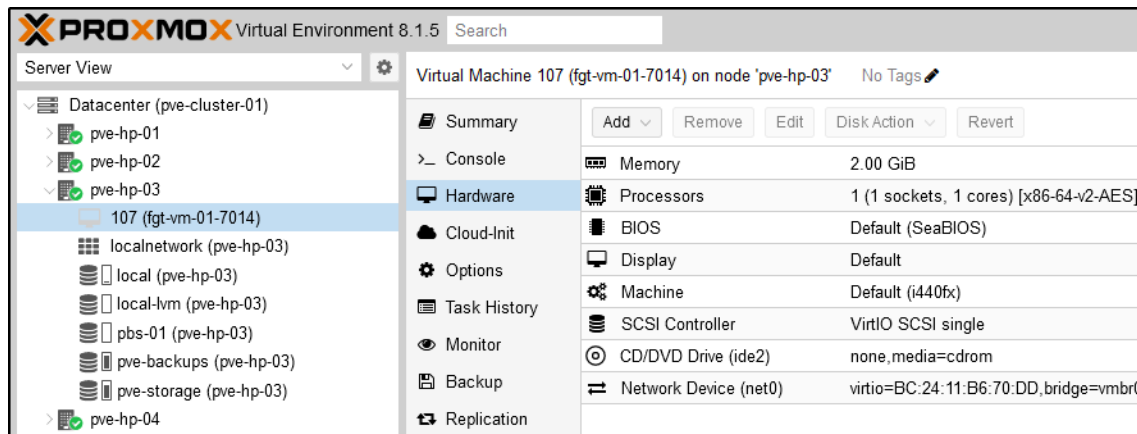 PROXMOX Virtual Environment 8.1.5 Search
Server View
Virtual Machine 107 (fgt-vm-01-7014) on node 'pve-hp-03' No Tags
Datacenter (pve-cluster-01)
pve-hp-01
pve-hp-02
pve-hp-03
107 (fgt-vm-01-7014)
localnetwork (pve-hp-03)
local (pve-hp-03)
local-lvm (pve-hp-03)
pbs-01 (pve-hp-03)
pve-backups (pve-hp-03)
pve-storage (pve-hp-03)
pve-hp-04
Summary
>_ Console
Hardware
Cloud-Init
Options
Task History
Monitor
Backup
Replication
Add Remove Edit Disk Action Revert
Memory 2.00 GiB
Processors 1 (1 sockets, 1 cores) [x86-64-v2-AES]
BIOS Default (SeaBIOS)
Display Default
Machine Default (i440fx)
SCSI Controller VirtIO SCSI single
CD/DVD Drive (ide2) none,media=cdrom
Network Device (net0) virtio=BC:24:11:B6:70:DD,bridge=vmbr0